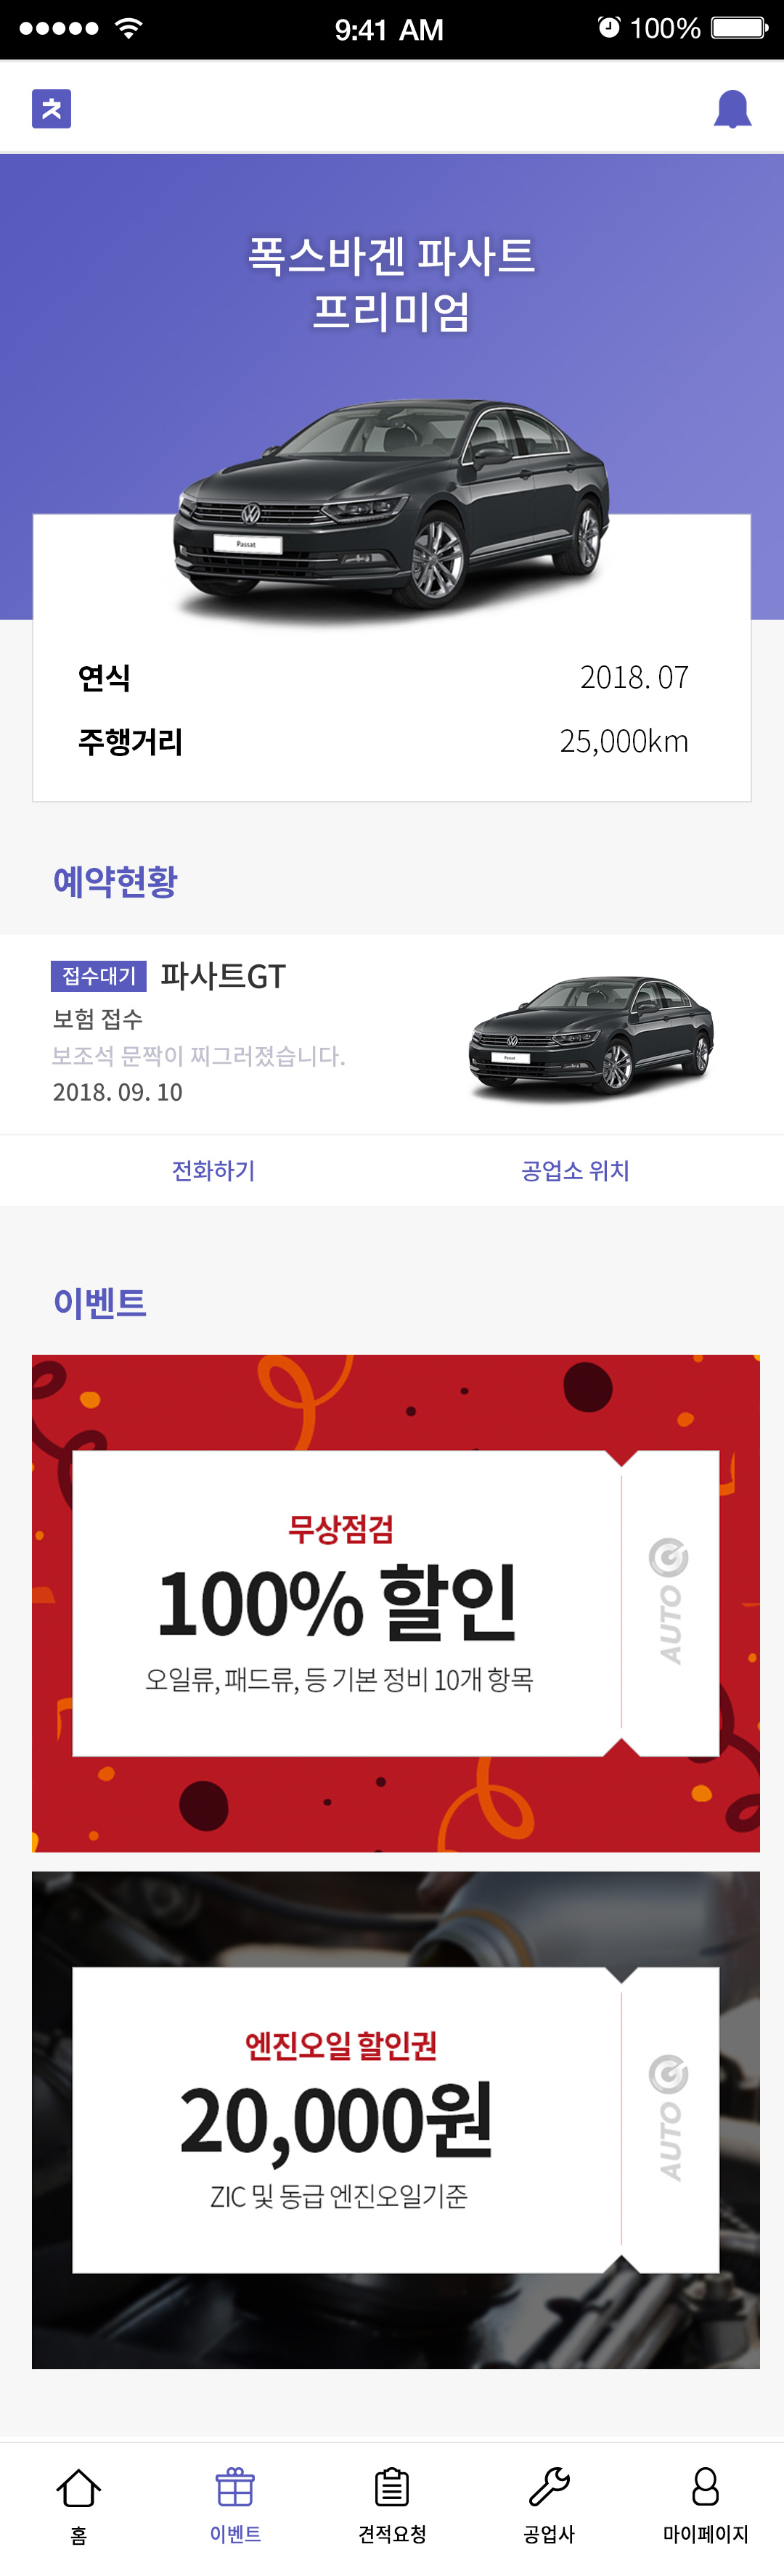 9:41 AM
100%
ㅊ
폭스바겐 파사트
프리미엄
Passat
연식 2018. 07
주행거리 25,000km
예약현황
접수대기 파사트GT
보험 접수
보조석 문짝이 찌그러졌습니다.
2018. 09. 10
Passat
전화하기 공업소 위치
이벤트
무상점검
100% 할인
오일류, 패드류, 등 기본 정비 10개 항목
AUTO
엔진오일 할인권
20,000원
ZIC 및 동급 엔진오일기준
AUTO
홈 이벤트 견적요청 공업사 마이페이지